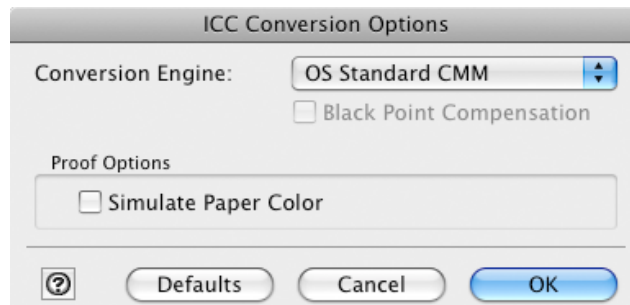 ICC Conversion Options
Conversion Engine: OS Standard CMM
Black Point Compensation
Proof Options
Simulate Paper Color
? Defaults Cancel OK